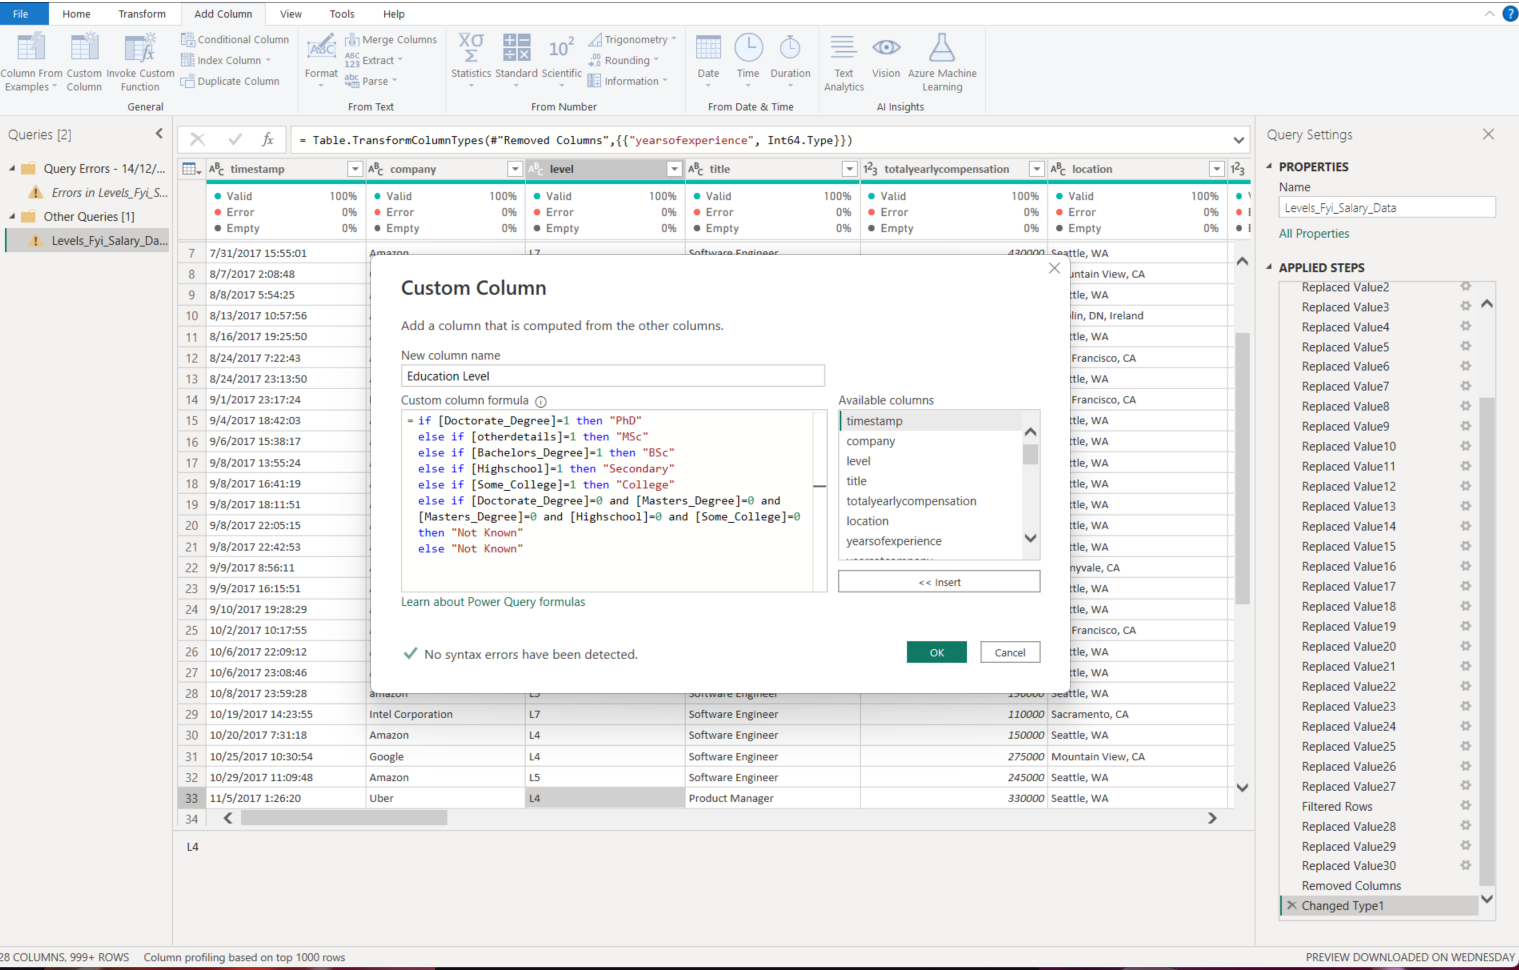 File Home Transform Add Column View Tools Help
Column From Examples
Custom Column
Invoke Custom Function
Conditional Column
Index Column
Duplicate Column
General
Format
Merge Columns
Extract
Parse
From Text
Statistics
Standard
Scientific
Trigonometry
Rounding
Information
From Number
Date
Time
Duration
From Date & Time
Text Analytics
Vision
Azure Machine Learning
AI Insights
Queries [2]
Query Errors - 14/12/...
Errors in Levels_Fyi_S...
Other Queries [1]
Levels_Fyi_Salary_Da...
= Table.TransformColumnTypes(#"Removed Columns",{{"yearsofexperience", Int64.Type}})
timestamp company level title totalyearlycompensation location
Valid 100% Valid 100% Valid 100% Valid 100% Valid 100% Valid 100%
Error 0% Error 0% Error 0% Error 0% Error 0% Error 0%
Empty 0% Empty 0% Empty 0% Empty 0% Empty 0% Empty 0%
7 7/31/2017 15:55:01 Amazon L7 Software Engineer 430000 Seattle, WA
8 8/7/2017 2:08:48 untain View, CA
9 8/8/2017 5:54:25 ttle, WA
10 8/13/2017 10:57:56 lin, DN, Ireland
11 8/16/2017 19:25:50 ttle, WA
12 8/24/2017 7:22:43 Francisco, CA
13 8/24/2017 23:13:50 ttle, WA
14 9/1/2017 23:17:24 Francisco, CA
15 9/4/2017 18:42:03 ttle, WA
16 9/6/2017 15:38:17 ttle, WA
17 9/8/2017 13:55:24 ttle, WA
18 9/8/2017 16:41:19 ttle, WA
19 9/8/2017 18:11:51 ttle, WA
20 9/8/2017 22:05:15 ttle, WA
21 9/8/2017 22:42:53 ttle, WA
22 9/9/2017 8:56:11 nyvale, CA
23 9/9/2017 16:15:51 ttle, WA
24 9/10/2017 19:28:29 ttle, WA
25 10/2/2017 10:17:55 Francisco, CA
26 10/6/2017 22:09:12 ttle, WA
27 10/6/2017 23:08:46 ttle, WA
28 10/8/2017 23:59:28 amazon L5 Software Engineer 190000 Seattle, WA
29 10/19/2017 14:23:55 Intel Corporation L7 Software Engineer 110000 Sacramento, CA
30 10/20/2017 7:31:18 Amazon L4 Software Engineer 150000 Seattle, WA
31 10/25/2017 10:30:54 Google L4 Software Engineer 275000 Mountain View, CA
32 10/29/2017 11:09:48 Amazon L5 Software Engineer 245000 Seattle, WA
33 11/5/2017 1:26:20 Uber L4 Product Manager 330000 Seattle, WA
34
L4
Custom Column
Add a column that is computed from the other columns.
New column name
Education Level
Custom column formula
= if [Doctorate_Degree]=1 then "PhD"
else if [otherdetails]=1 then "MSc"
else if [Bachelors_Degree]=1 then "BSc"
else if [Highschool]=1 then "Secondary"
else if [Some_College]=1 then "College"
else if [Doctorate_Degree]=0 and [Masters_Degree]=0 and
[Masters_Degree]=0 and [Highschool]=0 and [Some_College]=0
then "Not Known"
else "Not Known"
Available columns
timestamp
company
level
title
totalyearlycompensation
location
yearsofexperience
<< Insert
Learn about Power Query formulas
No syntax errors have been detected.
OK Cancel
Query Settings
PROPERTIES
Name
Levels_Fyi_Salary_Data
All Properties
APPLIED STEPS
Replaced Value2
Replaced Value3
Replaced Value4
Replaced Value5
Replaced Value6
Replaced Value7
Replaced Value8
Replaced Value9
Replaced Value10
Replaced Value11
Replaced Value12
Replaced Value13
Replaced Value14
Replaced Value15
Replaced Value16
Replaced Value17
Replaced Value18
Replaced Value19
Replaced Value20
Replaced Value21
Replaced Value22
Replaced Value23
Replaced Value24
Replaced Value25
Replaced Value26
Replaced Value27
Filtered Rows
Replaced Value28
Replaced Value29
Replaced Value30
Removed Columns
Changed Type1
28 COLUMNS, 999+ ROWS Column profiling based on top 1000 rows
PREVIEW DOWNLOADED ON WEDNESDAY